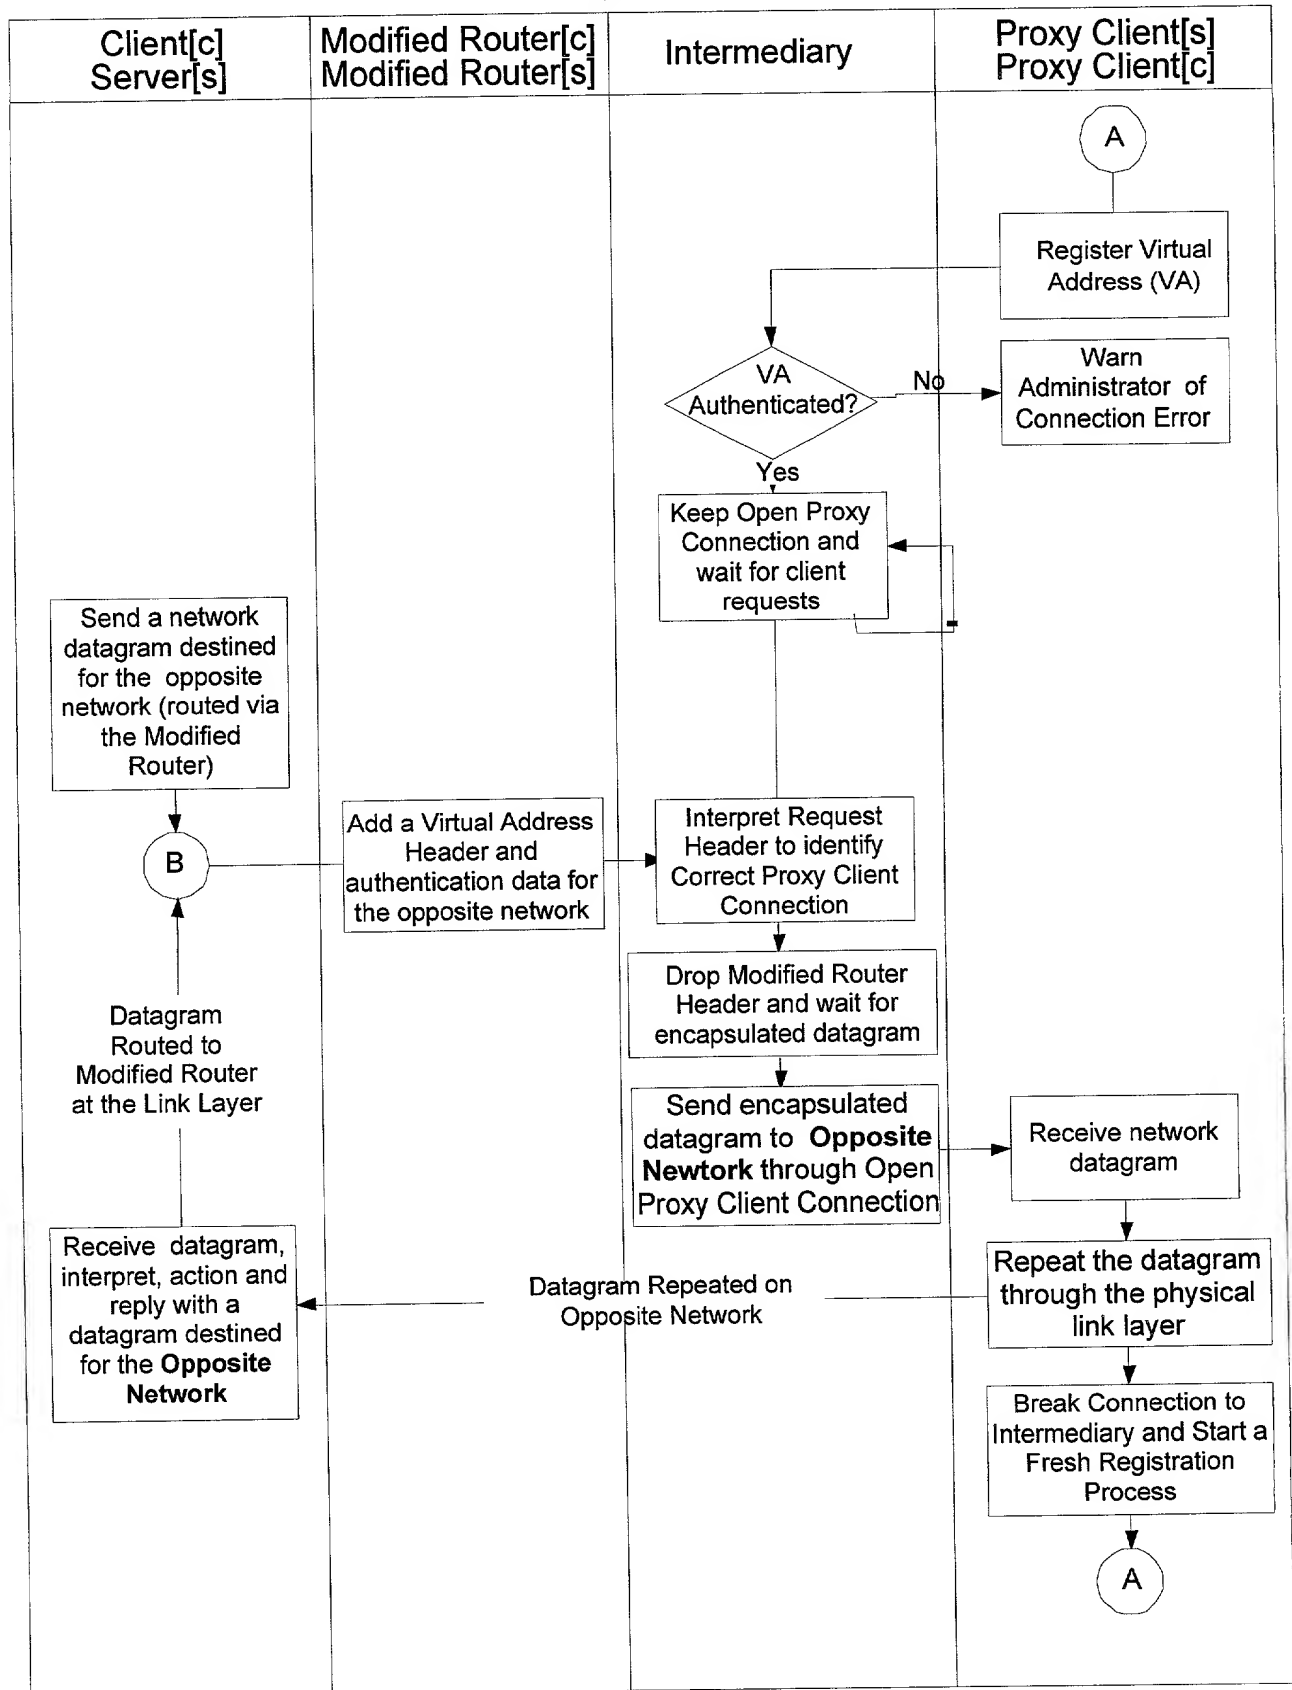 Client[c]
Server[s]
Modified Router[c]
Modified Router[s]
Intermediary
Proxy Client[s]
Proxy Client[c]
A
Register Virtual
Address (VA)
VA
Authenticated?
No
Warn
Administrator of
Connection Error
Yes
Keep Open Proxy
Connection and
wait for client
requests
Send a network
datagram destined
for the opposite
network (routed via
the Modified
Router)
B
Add a Virtual Address
Header and
authentication data for
the opposite network
Interpret Request
Header to identify
Correct Proxy Client
Connection
Drop Modified Router
Header and wait for
encapsulated datagram
Datagram
Routed to
Modified Router
at the Link Layer
Send encapsulated
datagram to Opposite
Newtork through Open
Proxy Client Connection
Receive network
datagram
Receive datagram,
interpret, action and
reply with a
datagram destined
for the Opposite
Network
Datagram Repeated on
Opposite Network
Repeat the datagram
through the physical
link layer
Break Connection to
Intermediary and Start a
Fresh Registration
Process
A